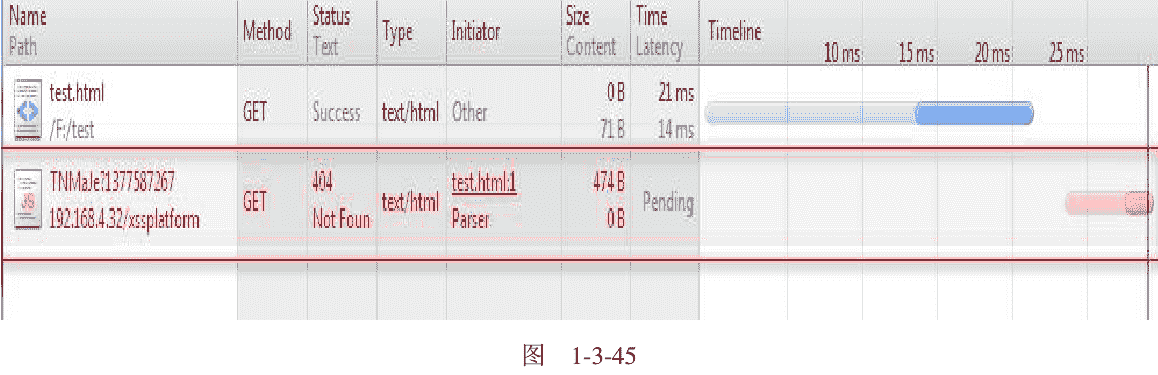 Name Path Method Status Text Type Initiator Size Content Time Latency Timeline 10 ms 15 ms 20 ms 25 ms
test.html /F:/test GET Success text/html Other 0 B 71 B 21 ms 14 ms
TNMaJe?1377587267 192.168.4.32/xssplatform GET 404 Not Foun text/html test.html:1 Parser 474 B 0 B Pending
图 1-3-45